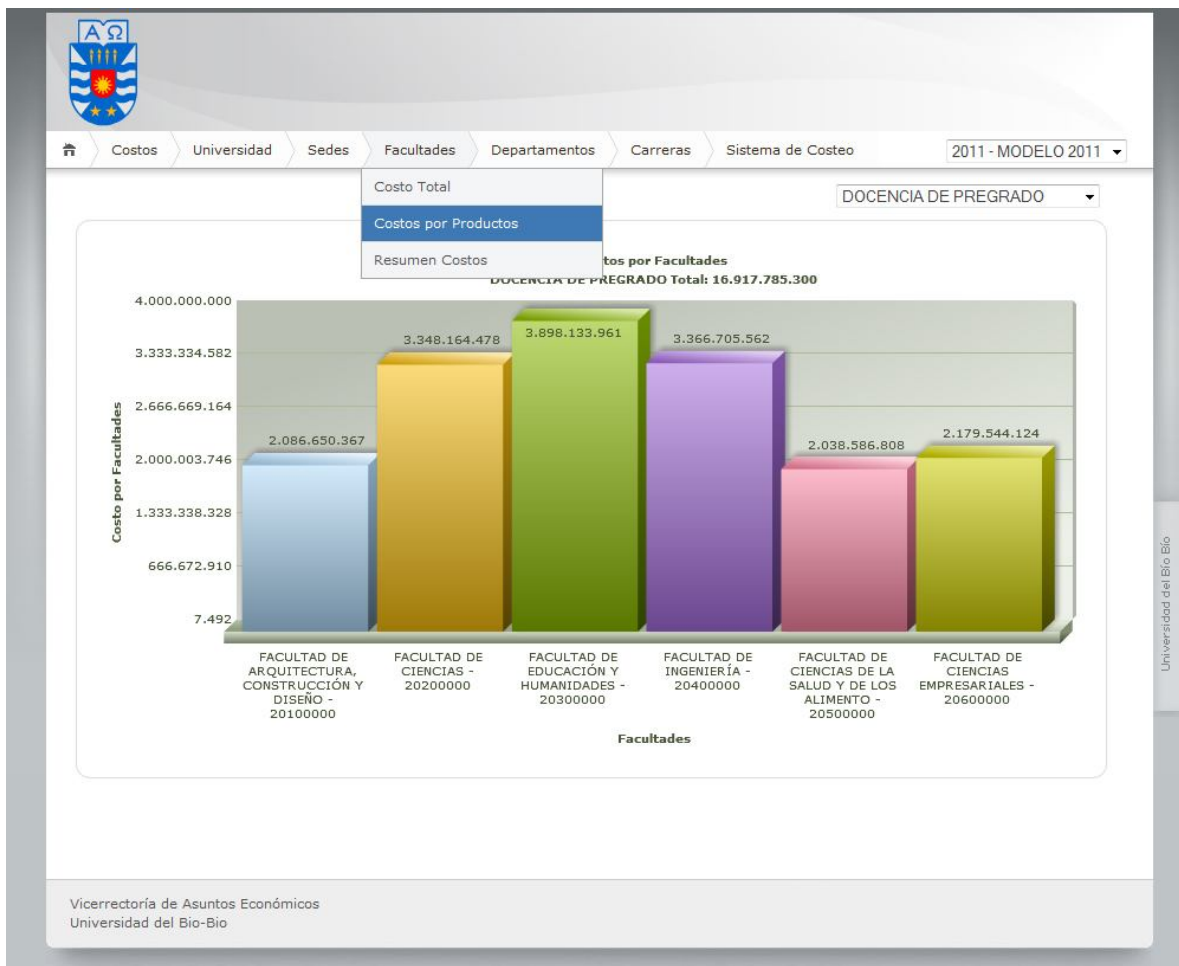 Α Ω
Costos
Universidad
Sedes
Facultades
Departamentos
Carreras
Sistema de Costeo
2011 - MODELO 2011
Costo Total
Costos por Productos
Resumen Costos
DOCENCIA DE PREGRADO
tos por Facultades
DOCENCIA DE PREGRADO Total: 16.917.785.300
Costo por Facultades
4.000.000.000
3.333.334.582
2.666.669.164
2.000.003.746
1.333.338.328
666.672.910
7.492
2.086.650.367
3.348.164.478
3.898.133.961
3.366.705.562
2.038.586.808
2.179.544.124
FACULTAD DE
ARQUITECTURA,
CONSTRUCCIÓN Y
DISEÑO -
20100000
FACULTAD DE
CIENCIAS -
20200000
FACULTAD DE
EDUCACIÓN Y
HUMANIDADES -
20300000
FACULTAD DE
INGENIERÍA -
20400000
FACULTAD DE
CIENCIAS DE LA
SALUD Y DE LOS
ALIMENTO -
20500000
FACULTAD DE
CIENCIAS
EMPRESARIALES -
20600000
Facultades
Universidad del Bío Bío
Vicerrectoría de Asuntos Económicos
Universidad del Bio-Bio